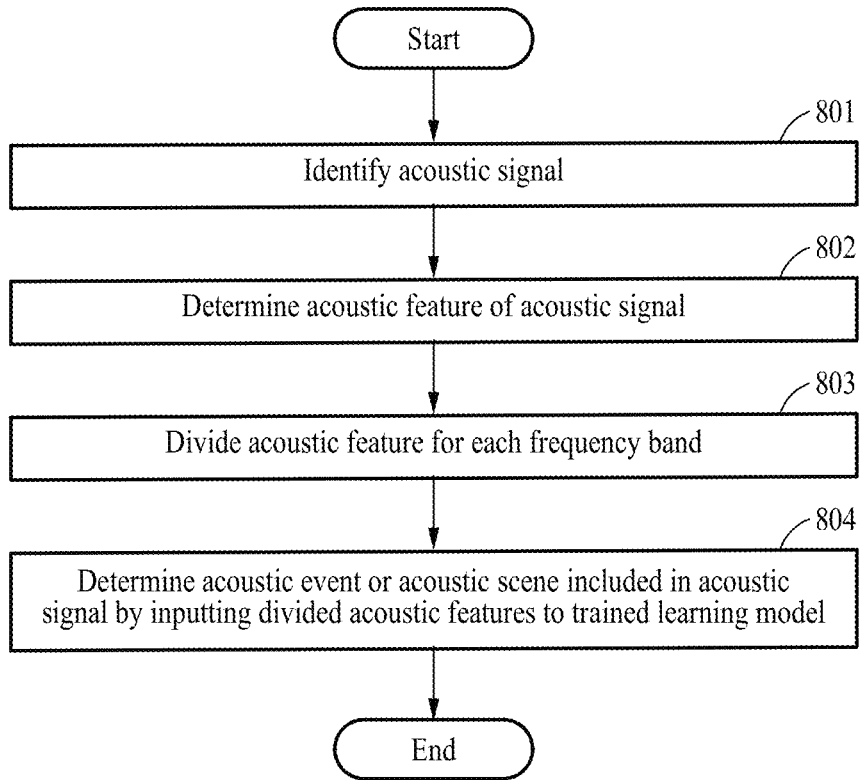 Start
801
Identify acoustic signal
802
Determine acoustic feature of acoustic signal
803
Divide acoustic feature for each frequency band
804
Determine acoustic event or acoustic scene included in acoustic
signal by inputting divided acoustic features to trained learning model
End